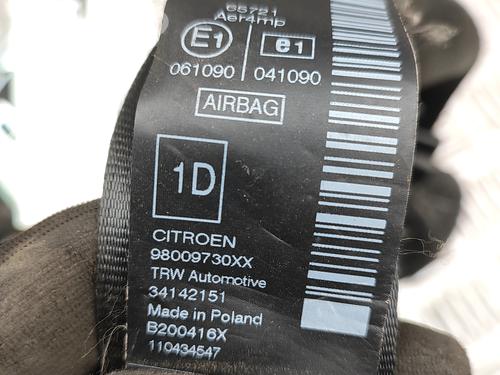 65721
Aer4mp
E1 e1
061090 041090
AIRBAG
1D
CITROEN
98009730XX
TRW Automotive
34142151
Made in Poland
B200416X
110434547